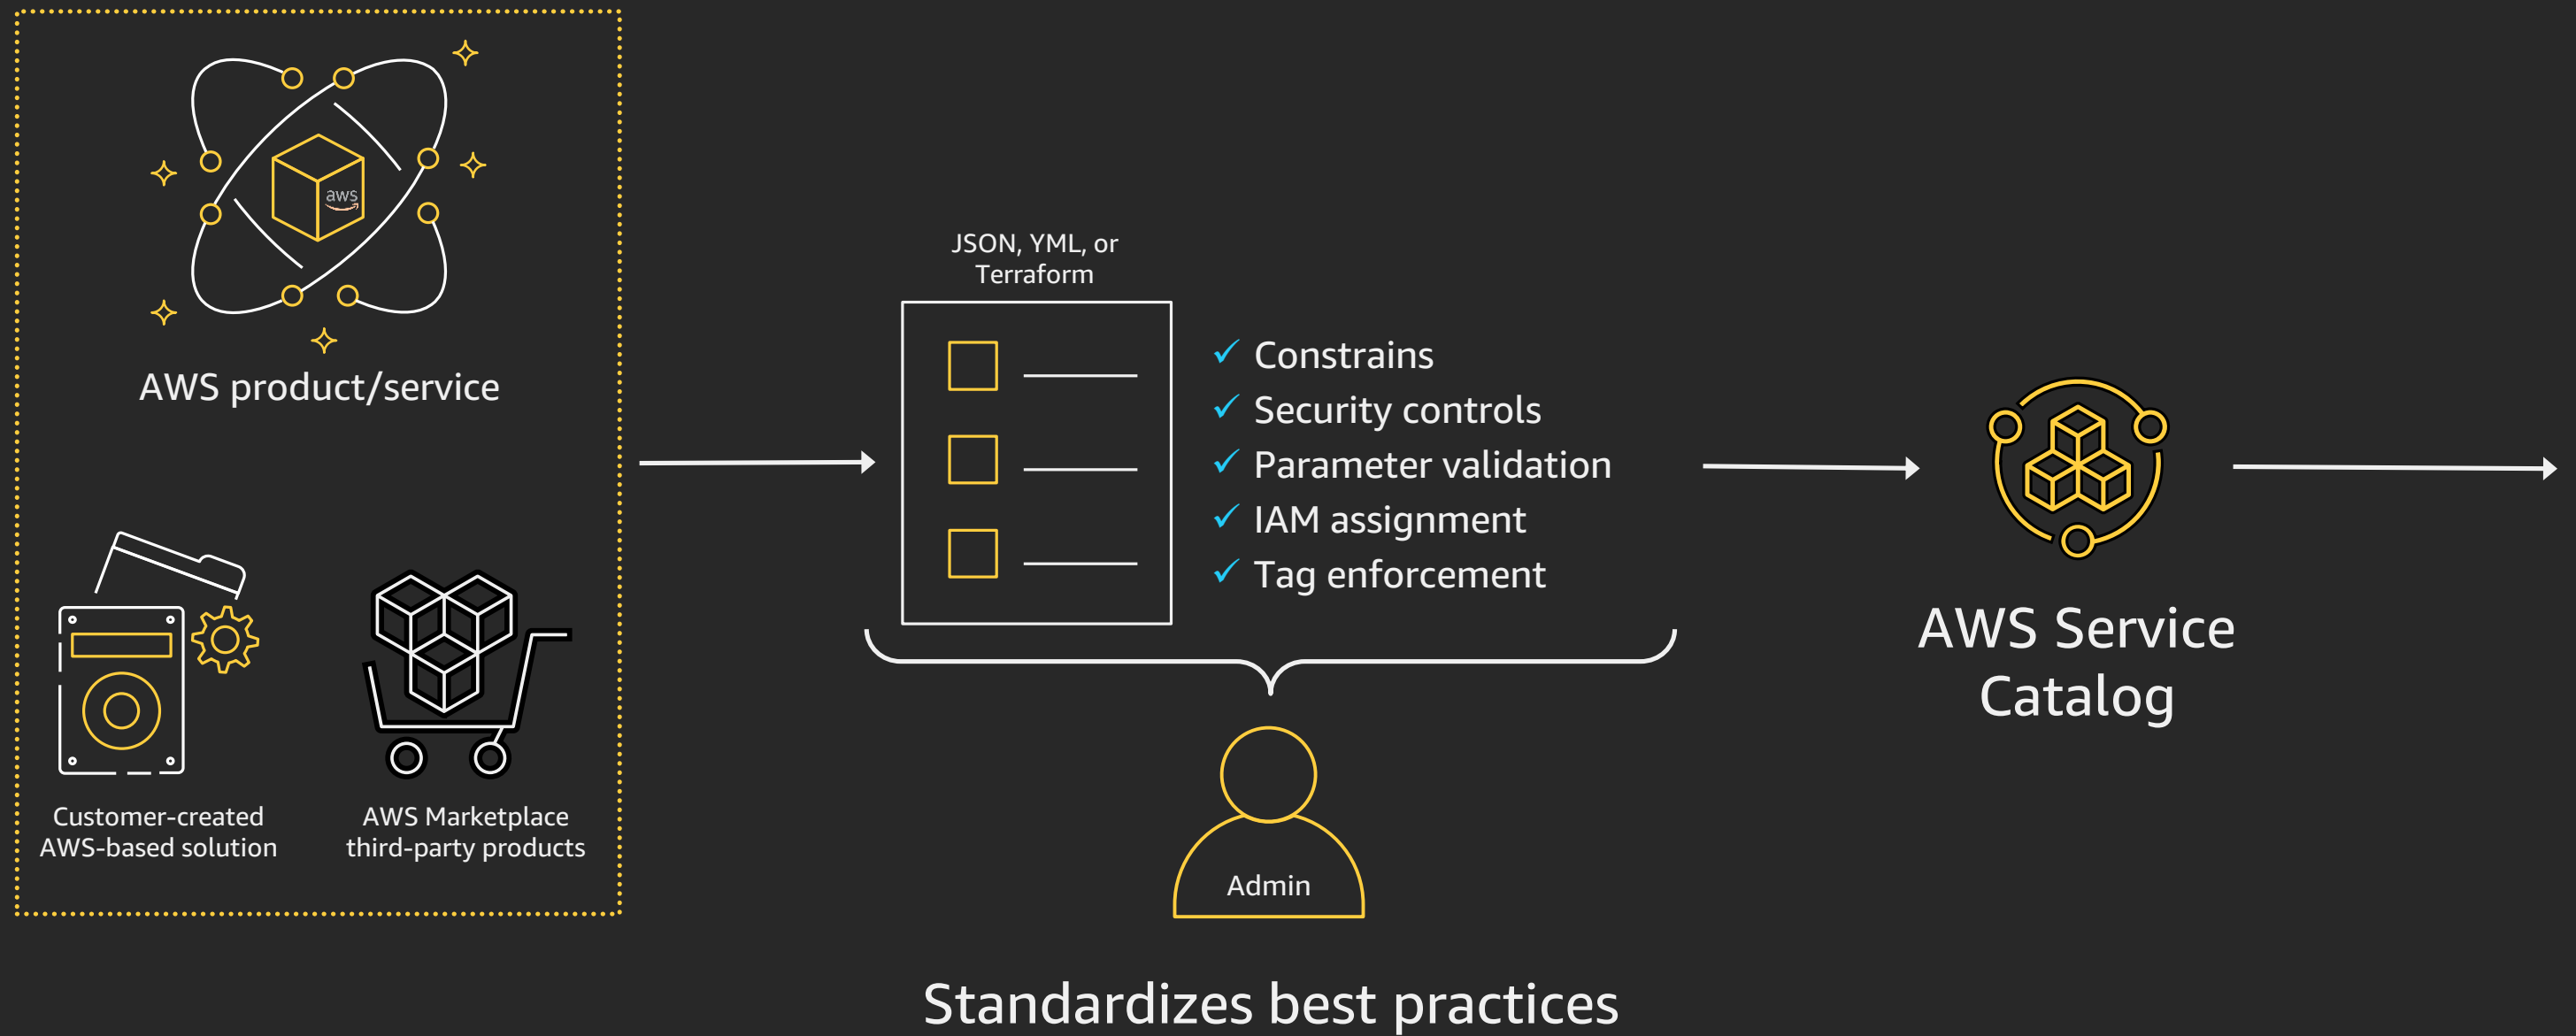 aws
AWS product/service
Customer-created
AWS-based solution
AWS Marketplace
third-party products
JSON, YML, or
Terraform
✓ Constrains
✓ Security controls
✓ Parameter validation
✓ IAM assignment
✓ Tag enforcement
Admin
Standardizes best practices
AWS Service
Catalog